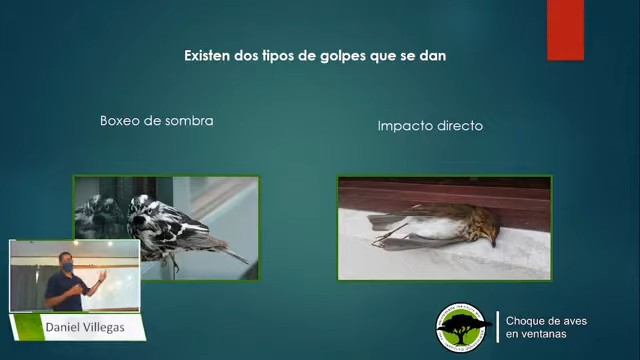 Existen dos tipos de golpes que se dan
Boxeo de sombra
Impacto directo
Daniel Villegas
Choque de aves
en ventanas